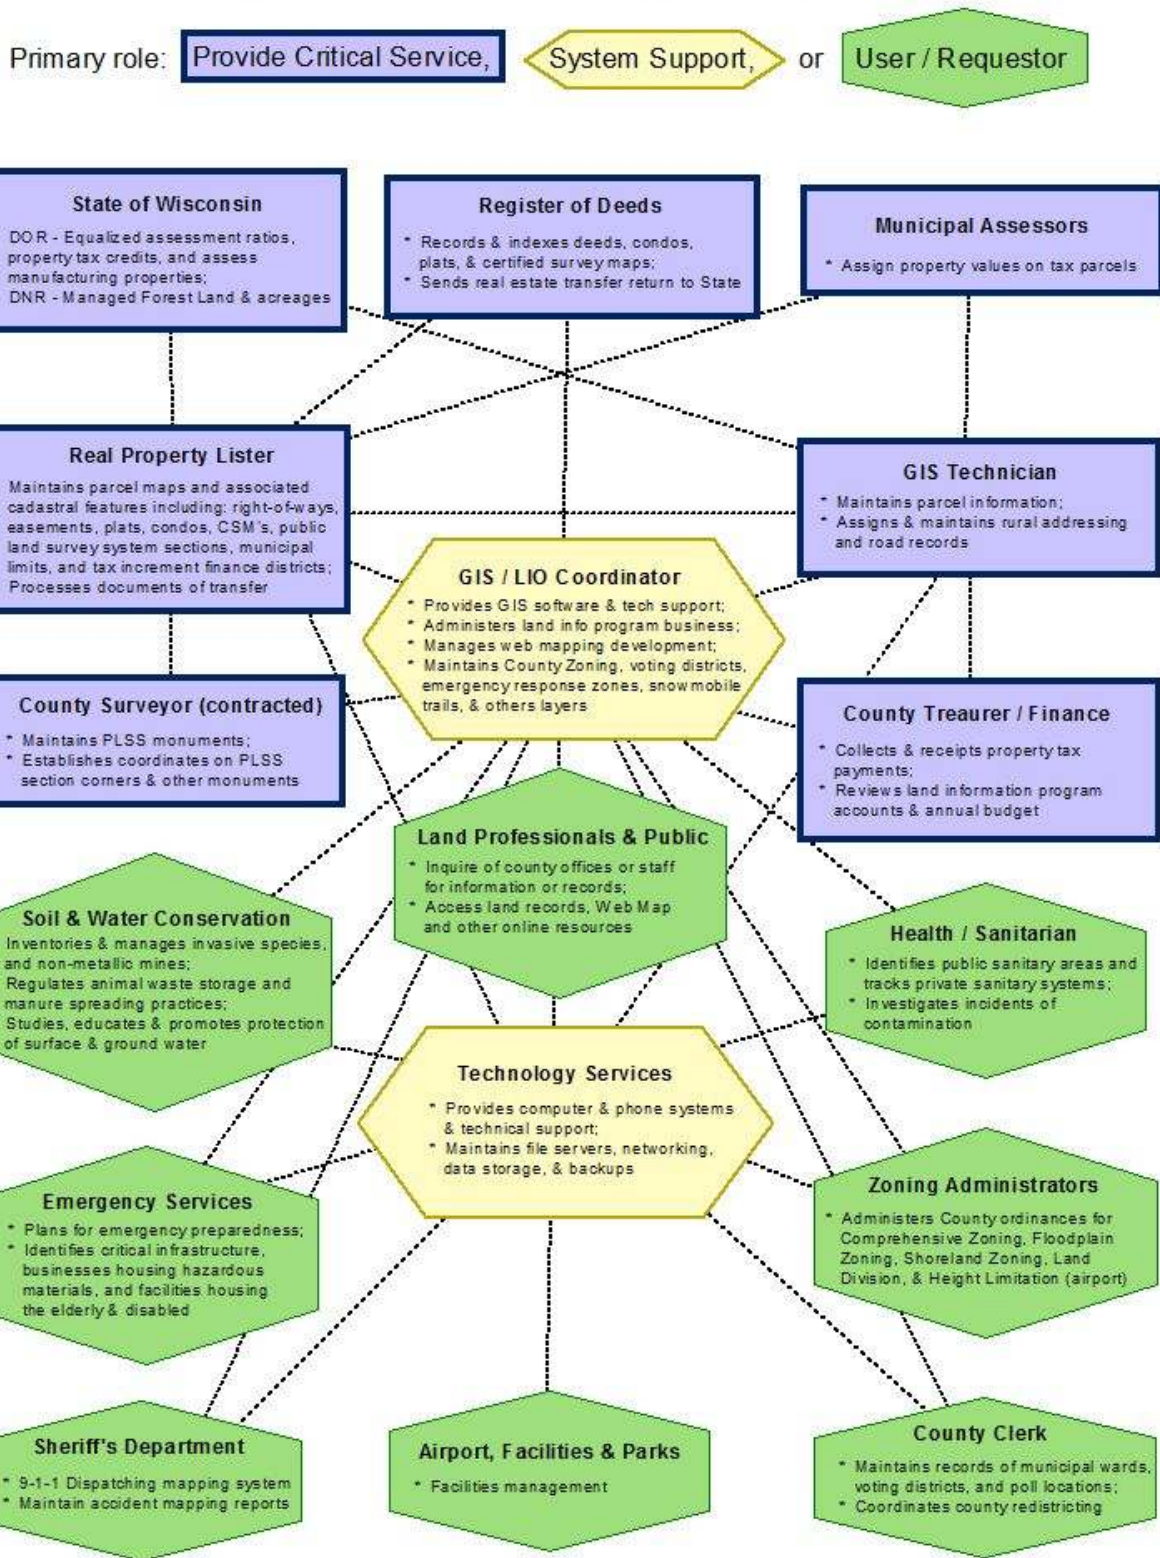 Primary role: Provide Critical Service, System Support, or User / Requestor
State of Wisconsin
DOR - Equalized assessment ratios,
property tax credits, and assess
manufacturing properties;
DNR - Managed Forest Land & acreages
Register of Deeds
* Records & indexes deeds, condos,
plats, & certified survey maps;
* Sends real estate transfer return to State
Municipal Assessors
* Assign property values on tax parcels
Real Property Lister
Maintains parcel maps and associated
cadastral features including: right-of-ways,
easements, plats, condos, CSM's, public
land survey system sections, municipal
limits, and tax increment finance districts;
Processes documents of transfer
GIS Technician
* Maintains parcel information;
* Assigns & maintains rural addressing
and road records
GIS / LIO Coordinator
* Provides GIS software & tech support;
* Administers land info program business;
* Manages web mapping development;
* Maintains County Zoning, voting districts,
emergency response zones, snowmobile
trails, & others layers
County Surveyor (contracted)
* Maintains PLSS monuments;
* Establishes coordinates on PLSS
section corners & other monuments
County Treaurer / Finance
* Collects & receipts property tax
payments;
* Reviews land information program
accounts & annual budget
Land Professionals & Public
* Inquire of county offices or staff
for information or records;
* Access land records, Web Map
and other online resources
Soil & Water Conservation
Inventories & manages invasive species,
and non-metallic mines;
Regulates animal waste storage and
manure spreading practices;
Studies, educates & promotes protection
of surface & ground water
Health / Sanitarian
* Identifies public sanitary areas and
tracks private sanitary systems;
* Investigates incidents of
contamination
Technology Services
* Provides computer & phone systems
& technical support;
* Maintains file servers, networking,
data storage, & backups
Emergency Services
* Plans for emergency preparedness;
* Identifies critical infrastructure,
businesses housing hazardous
materials, and facilities housing
the elderly & disabled
Zoning Administrators
* Administers County ordinances for
Comprehensive Zoning, Floodplain
Zoning, Shoreland Zoning, Land
Division, & Height Limitation (airport)
Sheriff's Department
* 9-1-1 Dispatching mapping system
* Maintain accident mapping reports
Airport, Facilities & Parks
* Facilities management
County Clerk
* Maintains records of municipal wards,
voting districts, and poll locations;
* Coordinates county redistricting